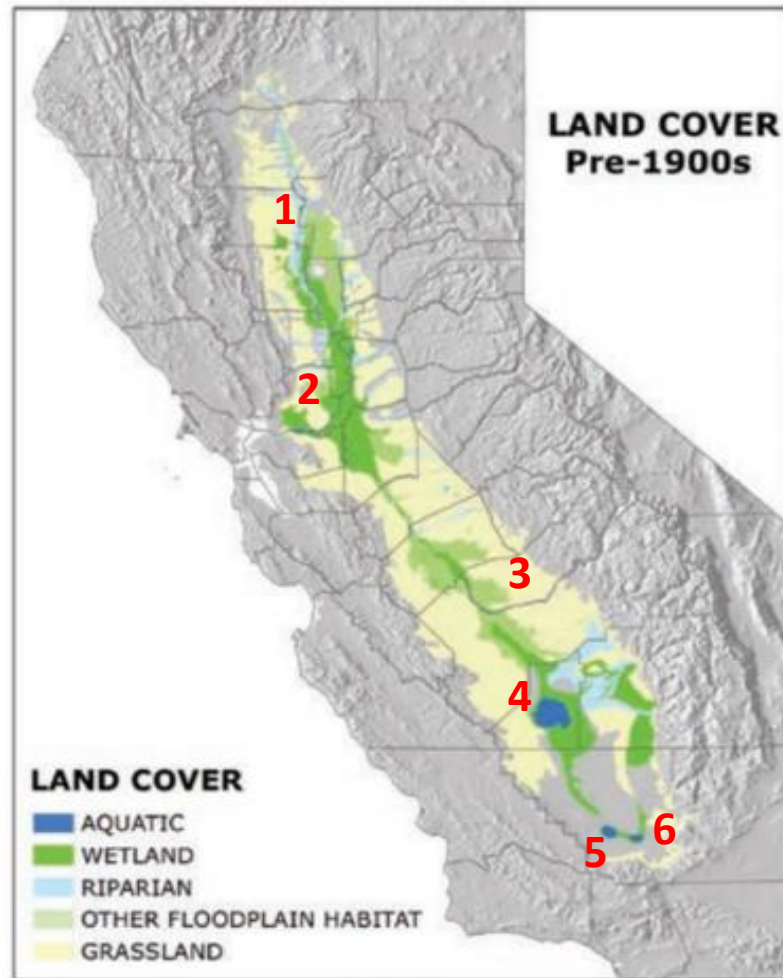 LAND COVER
Pre-1900s
1
2
3
4
5
6
LAND COVER
AQUATIC
WETLAND
RIPARIAN
OTHER FLOODPLAIN HABITAT
GRASSLAND